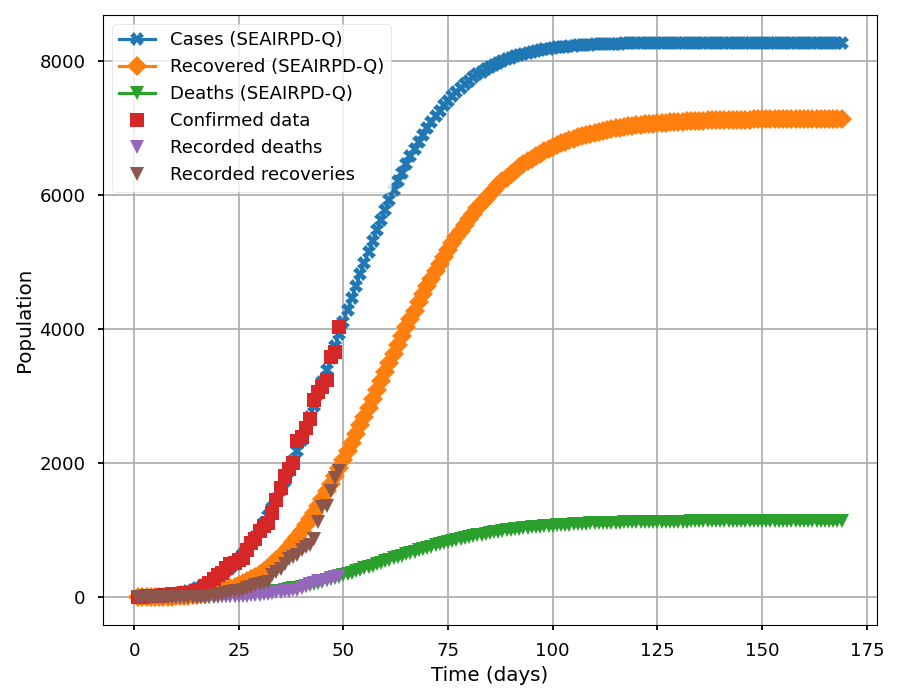 Cases (SEAIRPD-Q)
Recovered (SEAIRPD-Q)
Deaths (SEAIRPD-Q)
Confirmed data
Recorded deaths
Recorded recoveries
8000
6000
4000
2000
0
Population
0 25 50 75 100 125 150 175
Time (days)